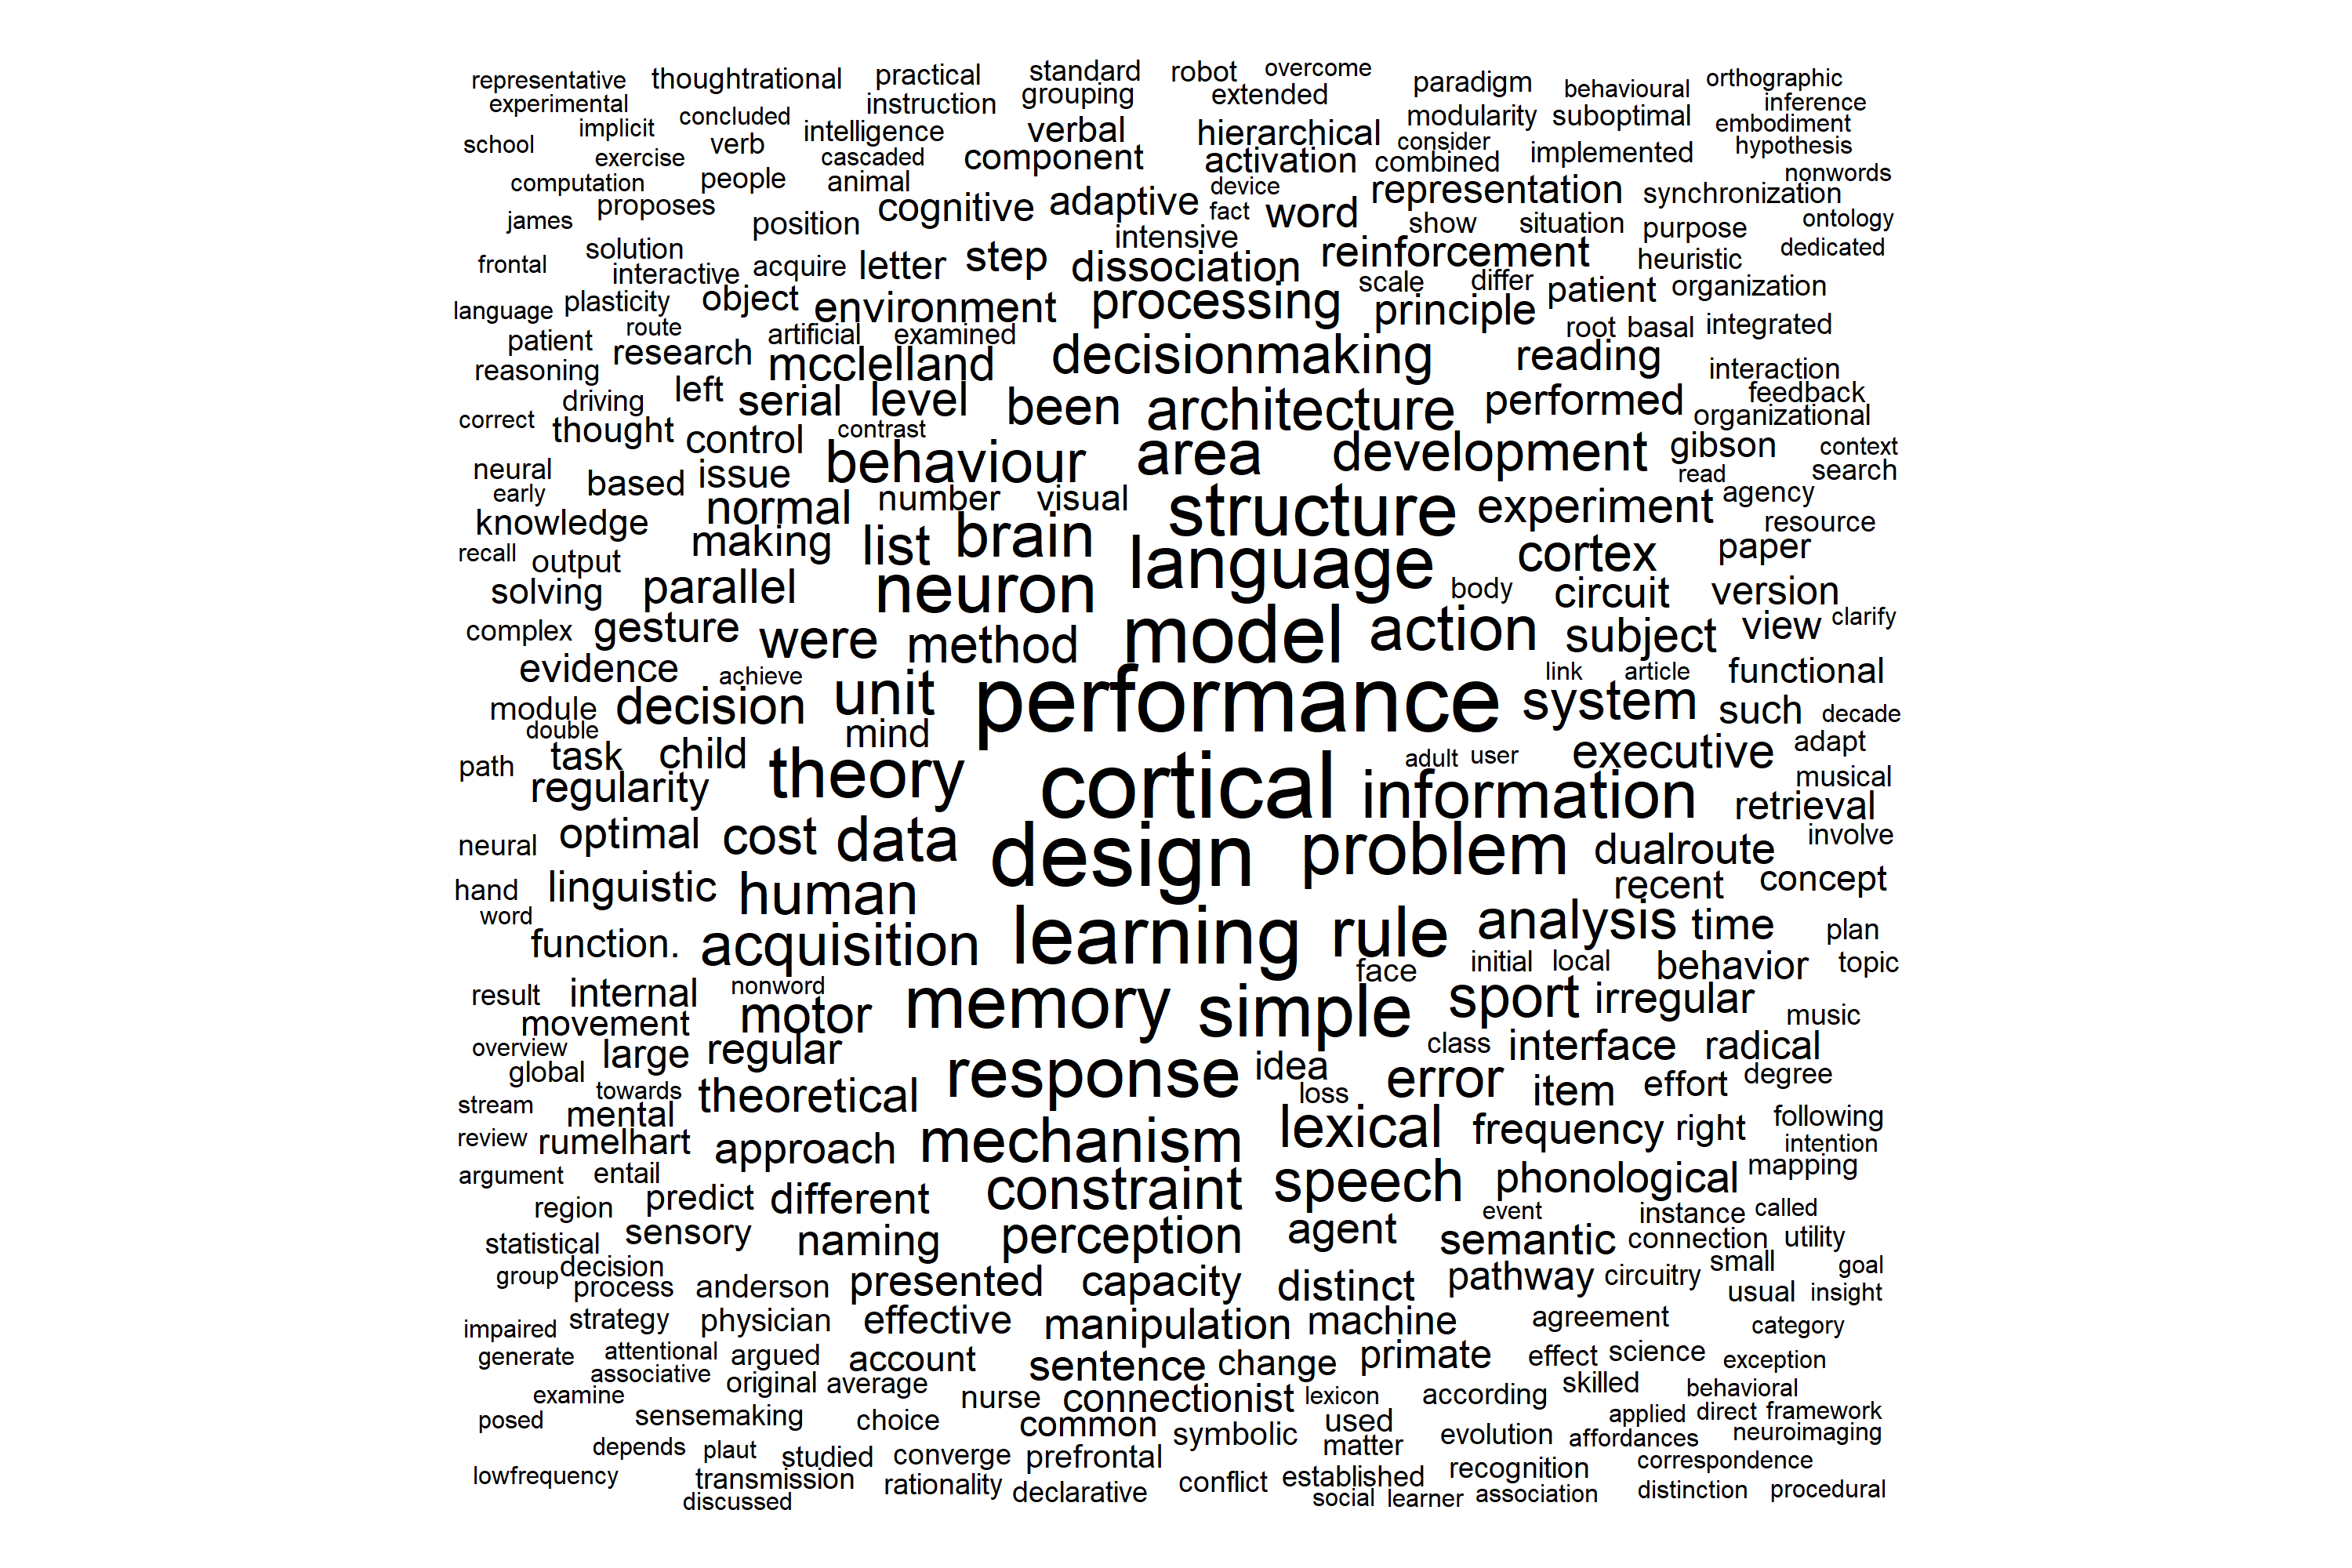 representative thoughtrational practical standard robot overcome paradigm behavioural orthographic
experimental instruction grouping extended inference
school implicit concluded verb intelligence verbal hierarchical modularity suboptimal embodiment
exercise cascaded component activation consider combined implemented hypothesis
computation people animal device representation synchronization nonwords
james proposes position cognitive adaptive fact word show situation purpose ontology
frontal solution intensive reinforcement heuristic dedicated
interactive acquire letter step dissociation scale differ patient organization
language plasticity object environment processing principle root basal integrated
patient route research artificial examined
reasoning mcclelland decisionmaking reading interaction
correct driving left serial level been architecture performed feedback organizational
thought control contrast
neural early based issue behaviour area development gibson read context search
knowledge normal number visual structure experiment agency resource
recall output making list brain language cortex paper
solving parallel neuron body circuit version
complex gesture were method model action subject view clarify
evidence achieve link article functional
module double decision unit mind performance system such decade
path task child theory adult user executive adapt
regularity cortical information musical retrieval
neural optimal cost data design problem dualroute involve
hand linguistic human recent concept
word function. acquisition learning rule analysis time plan
face initial local behavior topic
result internal nonword memory simple sport irregular music
movement motor
overview global large regular response idea class interface radical
stream towards mental theoretical loss error item effort degree
review rumelhart approach mechanism lexical frequency right following intention
argument entail constraint speech phonological mapping
region predict different event instance called
statistical sensory naming perception agent semantic connection utility
group decision process anderson presented capacity distinct pathway circuitry small goal
usual insight
impaired strategy physician effective manipulation machine agreement category
generate attentional argued account sentence change primate effect science exception
associative original average
examine nurse connectionist lexicon according skilled behavioral
posed sensemaking choice common symbolic used applied direct framework
depends plaut studied converge prefrontal matter evolution affordances neuroimaging
lowfrequency transmission rationality declarative conflict established recognition correspondence
discussed social learner association distinction procedural